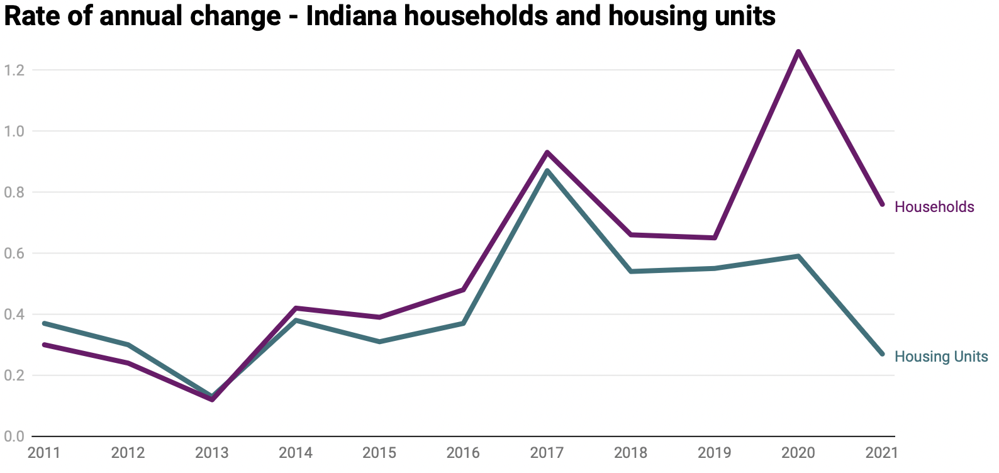 Rate of annual change - Indiana households and housing units
1.2
1.0
0.8
Households
0.6
0.4
Housing Units
0.2
0.0
2011 2012 2013 2014 2015 2016 2017 2018 2019 2020 2021